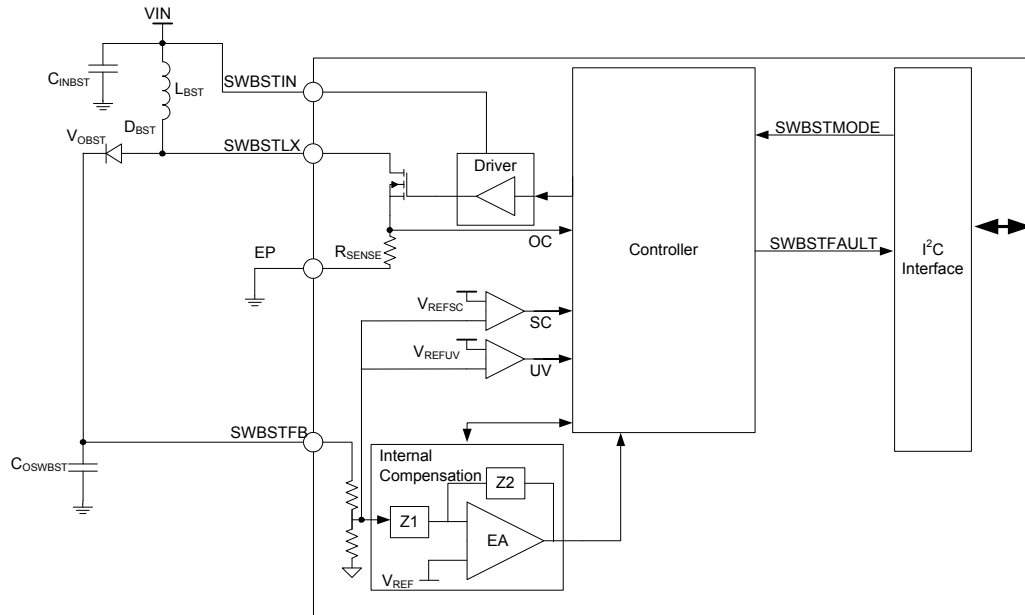 VIN
CINBST
LBST
SWBSTIN
DBST
VOBST
SWBSTLX
Driver
SWBSTMODE
OC
Controller
SWBSTFAULT
I2C
Interface
EP
RSENSE
VREFSC
SC
VREFUV
UV
SWBSTFB
COSWBST
Internal
Compensation
Z2
Z1
EA
VREF